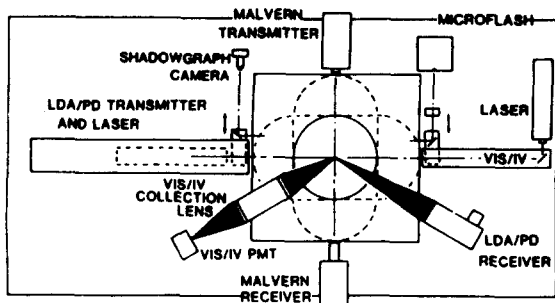 MALVERN
TRANSMITTER
MICROFLASH
SHADOWGRAPH
CAMERA
LDA/PD TRANSMITTER
AND LASER
LASER
VIS/IV
VIS/IV
COLLECTION
LENS
VIS/IV PMT
LDA/PD
RECEIVER
MALVERN
RECEIVER